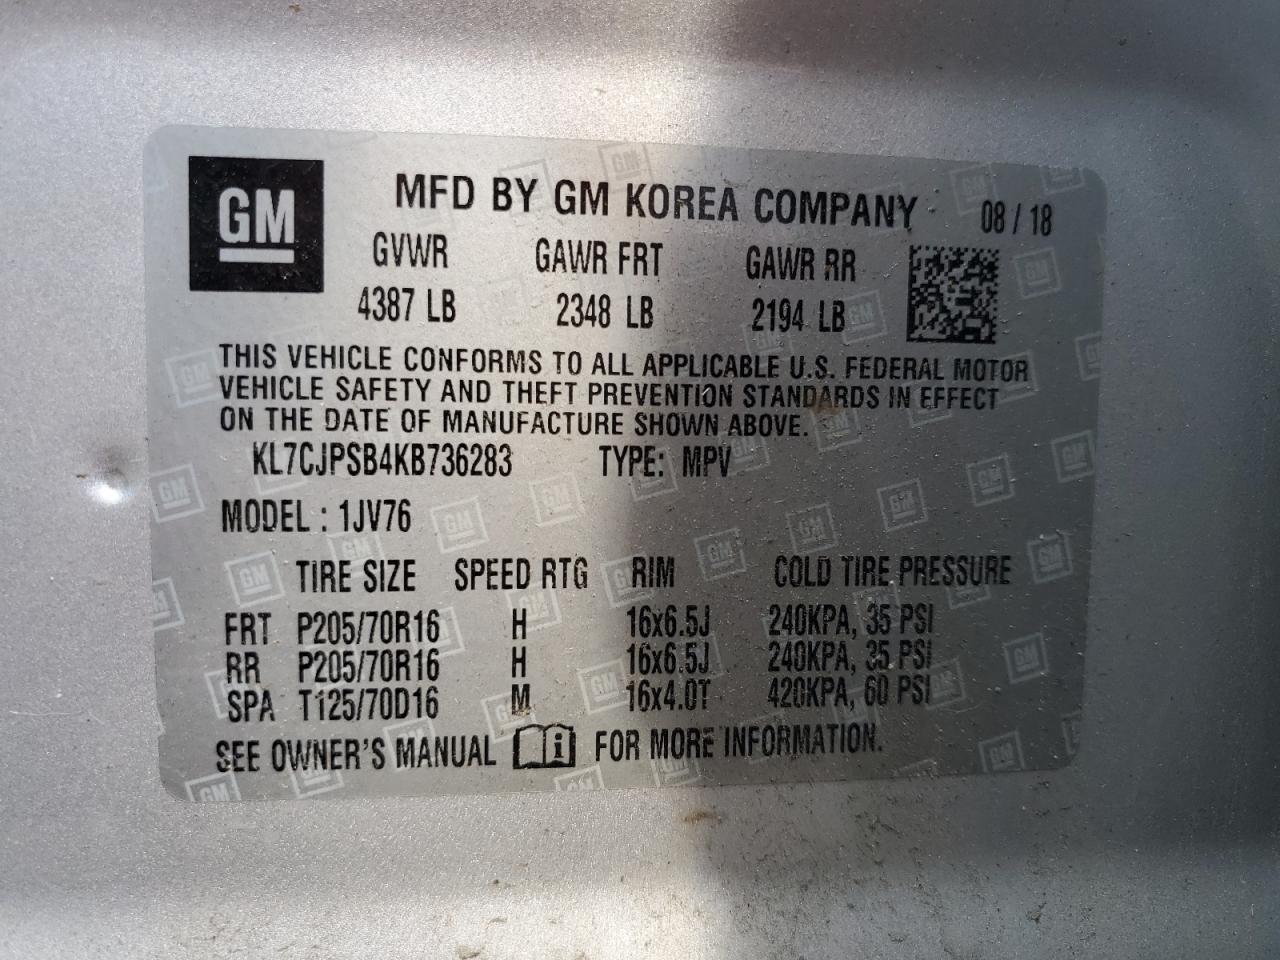 GM
MFD BY GM KOREA COMPANY 08 / 18
GVWR GAWR FRT GAWR RR
4387 LB 2348 LB 2194 LB
THIS VEHICLE CONFORMS TO ALL APPLICABLE U.S. FEDERAL MOTOR
VEHICLE SAFETY AND THEFT PREVENTION STANDARDS IN EFFECT
ON THE DATE OF MANUFACTURE SHOWN ABOVE.
KL7CJPSB4KB736283 TYPE: MPV
MODEL : 1JV76
TIRE SIZE SPEED RTG RIM COLD TIRE PRESSURE
FRT P205/70R16 H 16x6.5J 240KPA, 35 PSI
RR P205/70R16 H 16x6.5J 240KPA, 35 PSI
SPA T125/70D16 M 16x4.0T 420KPA, 60 PSI
SEE OWNER'S MANUAL i FOR MORE INFORMATION.